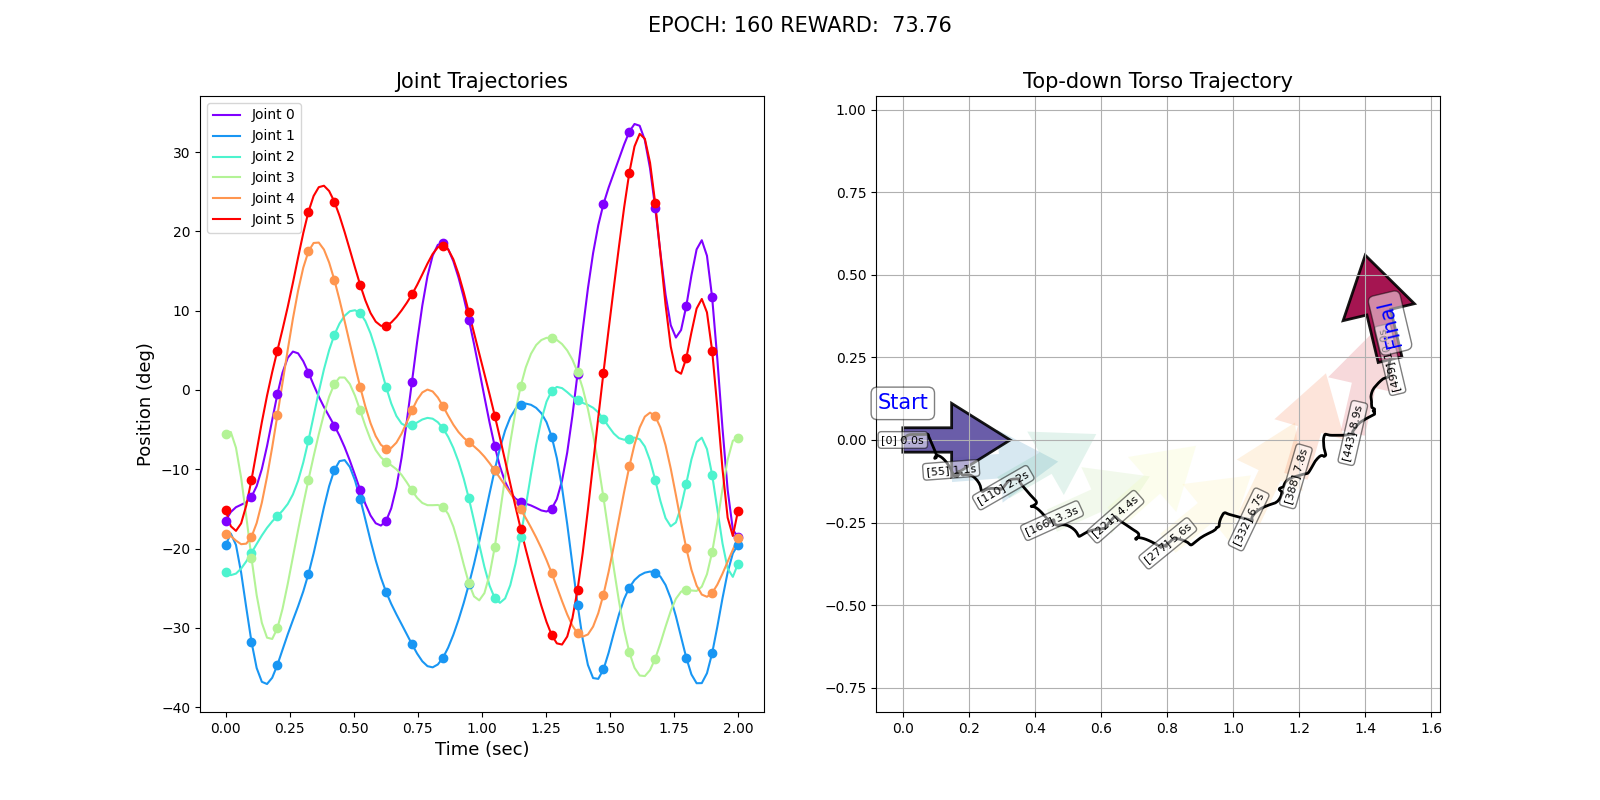 EPOCH: 160 REWARD:  73.76
Joint Trajectories
Position (deg)
30
20
10
0
−10
−20
−30
−40
Joint 0
Joint 1
Joint 2
Joint 3
Joint 4
Joint 5
0.00 0.25 0.50 0.75 1.00 1.25 1.50 1.75 2.00
Time (sec)
Top-down Torso Trajectory
1.00
0.75
0.50
0.25
0.00
−0.25
−0.50
−0.75
Start
[0] 0.0s
[55] 1.1s
[110] 2.2s
[166] 3.3s
[221] 4.4s
[277] 5.6s
[332] 6.7s
[388] 7.8s
[443] 8.9s
[499]
Final
0.0 0.2 0.4 0.6 0.8 1.0 1.2 1.4 1.6